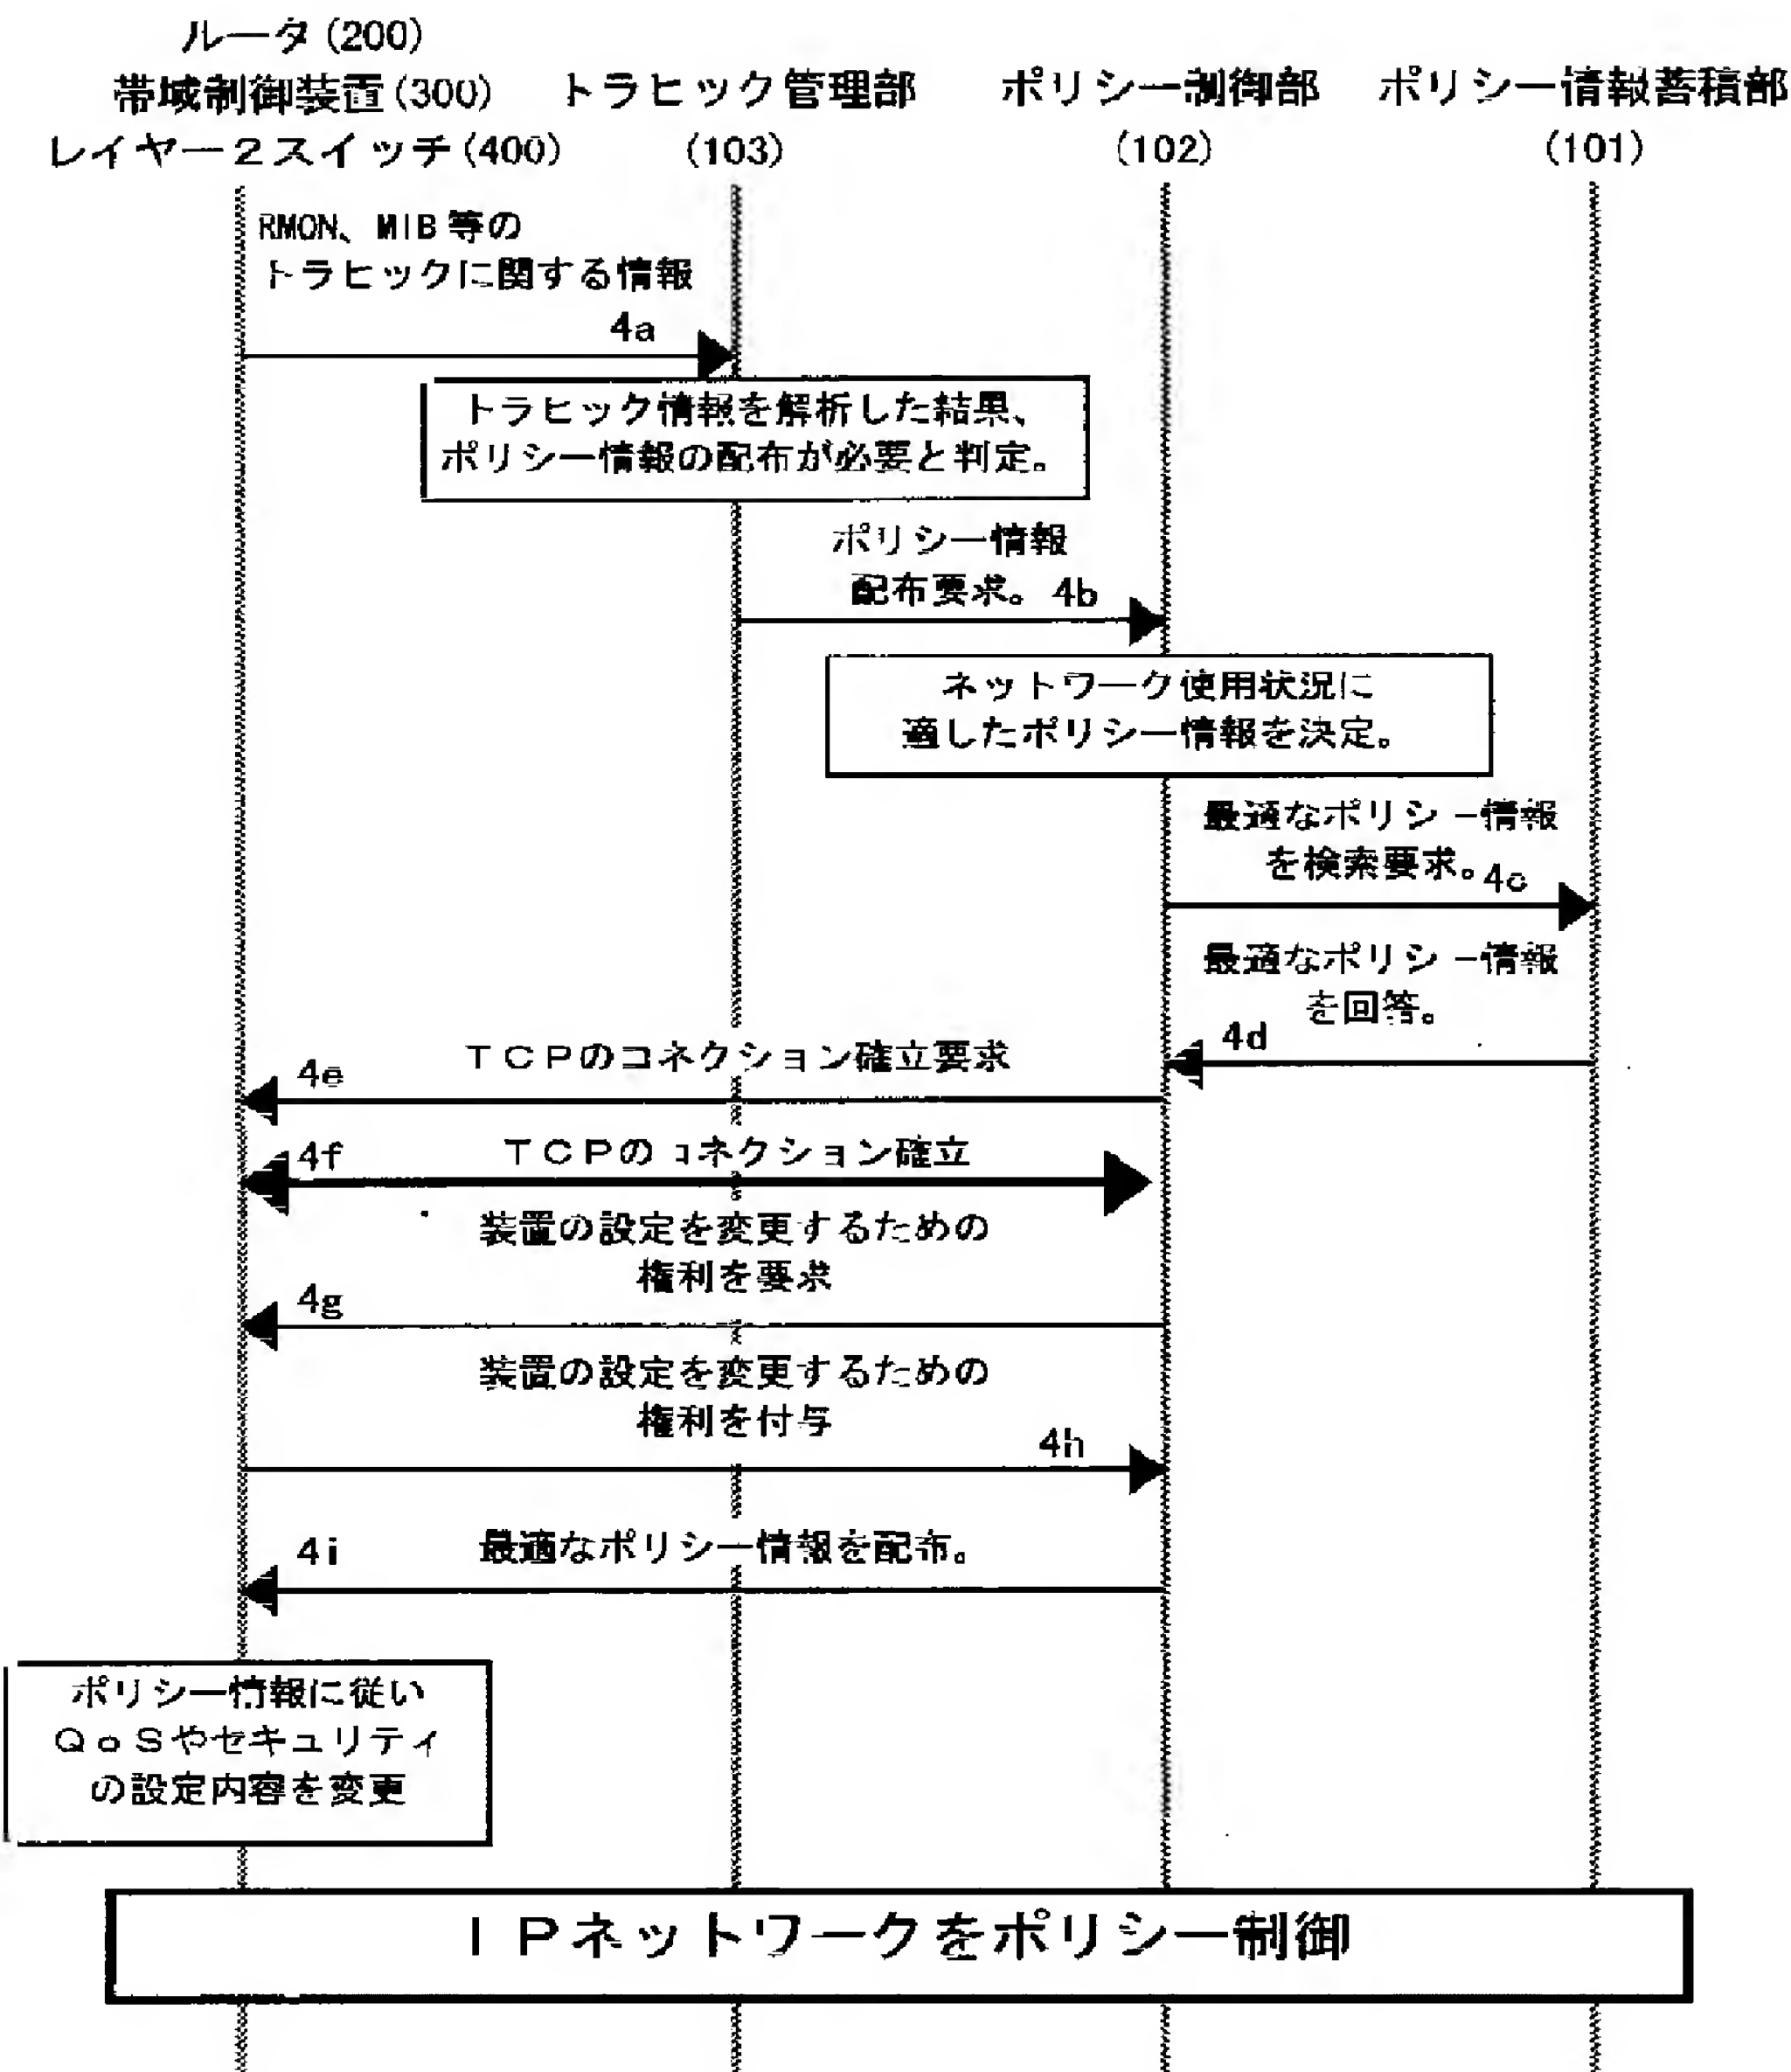 ルータ(200)
帯域制御装置(300)
レイヤー2スイッチ(400)
トラヒック管理部
(103)
ポリシー制御部
(102)
ポリシー情報蓄積部
(101)
RMON、MIB等の
トラヒックに関する情報
4a
トラヒック情報を解析した結果、
ポリシー情報の配布が必要と判定。
ポリシー情報
配布要求。 4b
ネットワーク使用状況に
適したポリシー情報を決定。
最適なポリシー情報
を検索要求。 4c
最適なポリシー情報
を回答。
4d
TCPのコネクション確立要求
4e
TCPのコネクション確立
4f
装置の設定を変更するための
権利を要求
4g
装置の設定を変更するための
権利を付与
4h
4i 最適なポリシー情報を配布。
ポリシー情報に従い
QoSやセキュリティ
の設定内容を変更
IPネットワークをポリシー制御